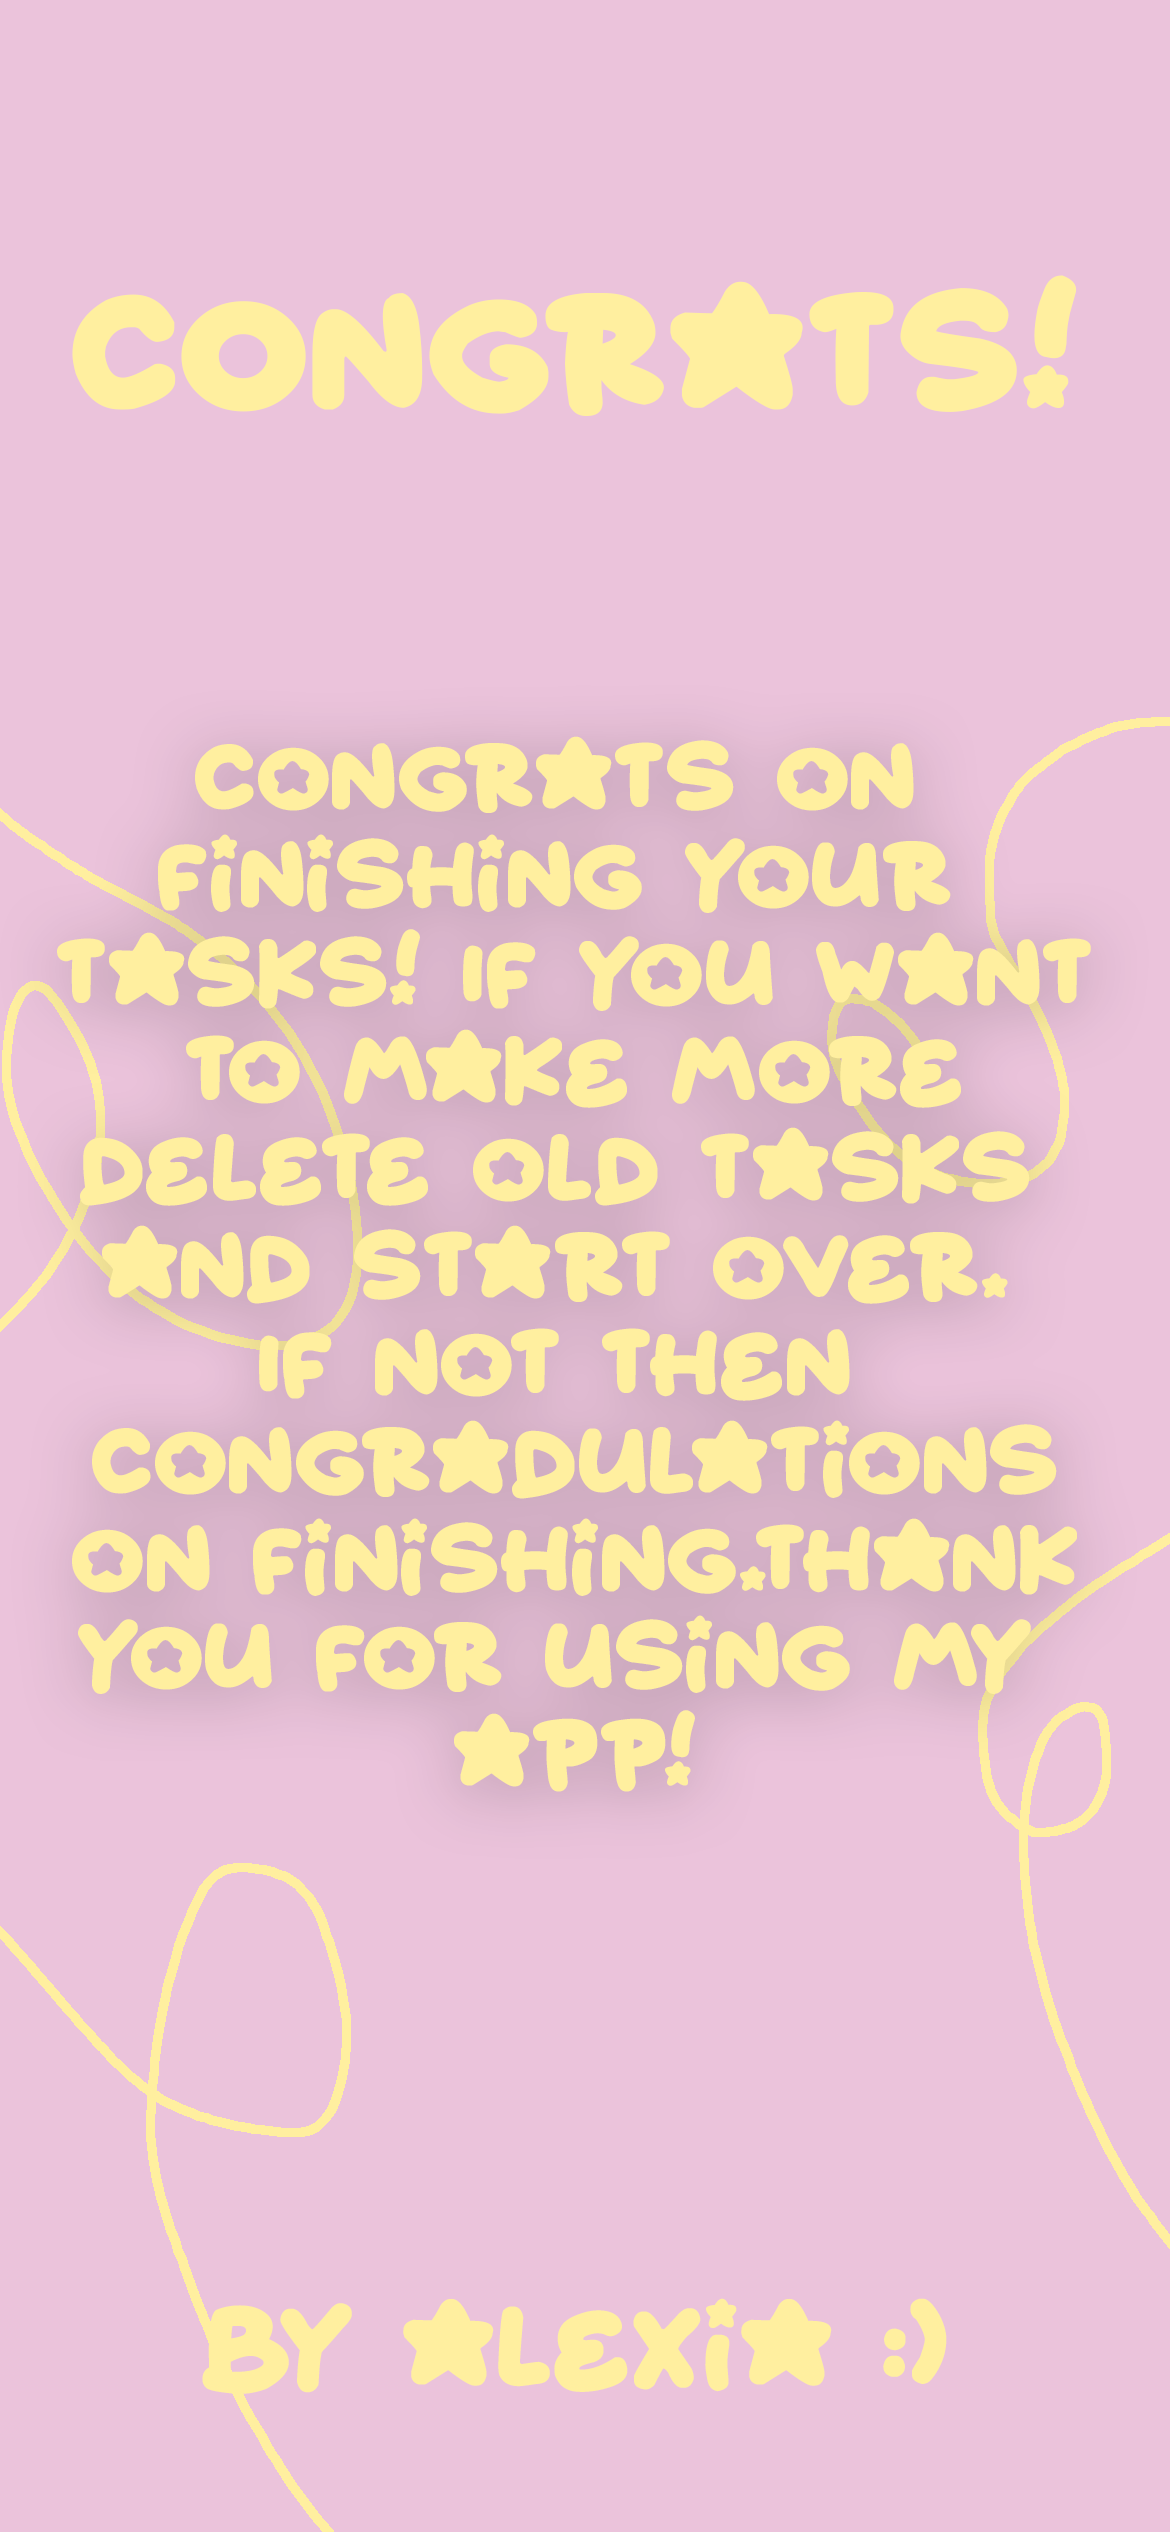 CONGRATS!
CONGRATS ON
FiNiSHiNG YOUR
TASKS! IF YOU WANT
TO MAKE MORE
DELETE OLD TASKS
AND START OVER.
IF NOT THEN
CONGRADULATiONS
ON FiNiSHiNG.THANK
YOU FOR USiNG MY
APP!
BY ALEXiA :)